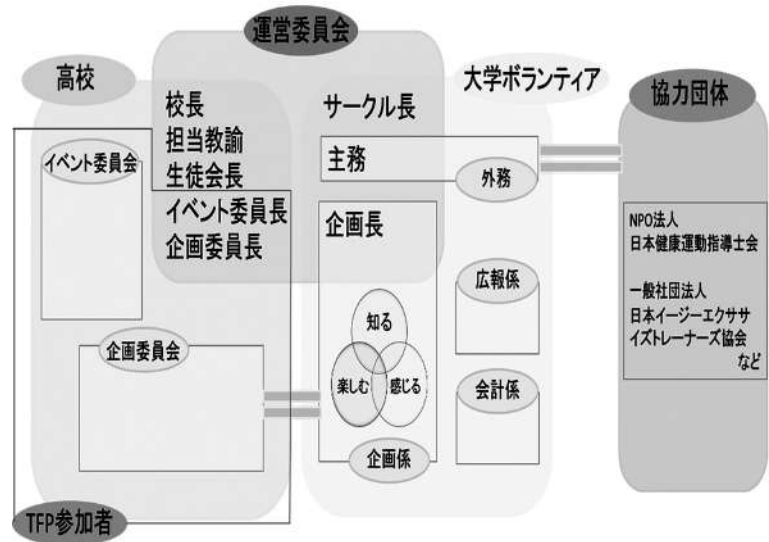 運営委員会
高校
校長
担当教諭
生徒会長
イベント委員長
企画委員長
イベント委員会
企画委員会
TFP参加者
大学ボランティア
サークル長
主務
外務
企画長
知る
楽しむ
感じる
企画係
広報係
会計係
協力団体
NPO法人
日本健康運動指導士会
一般社団法人
日本イージーエクササ
イズトレーナーズ協会
など